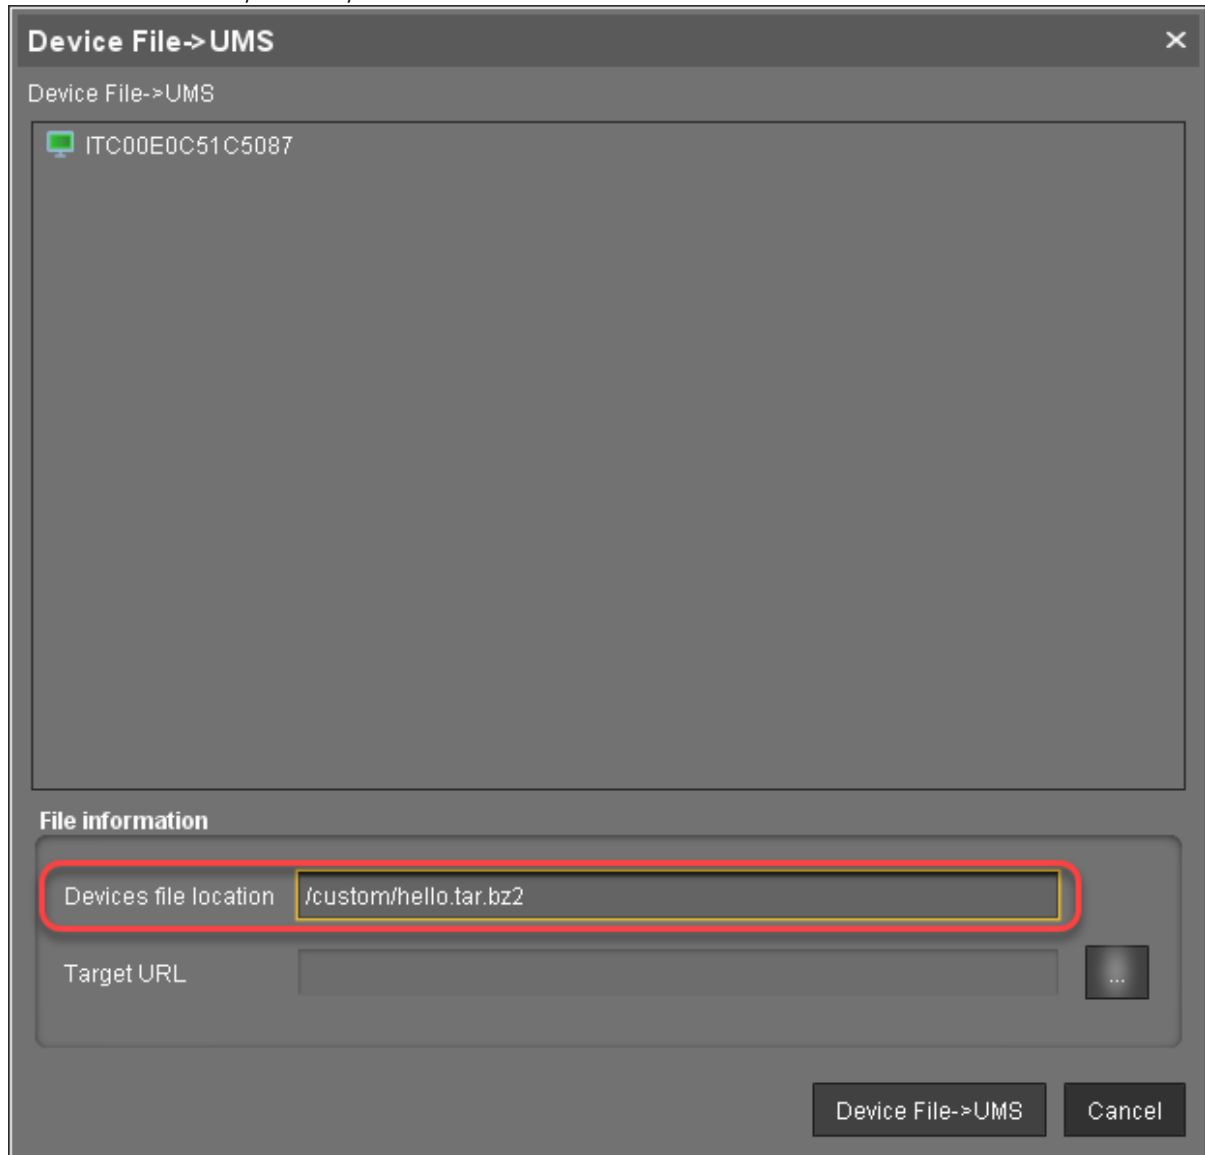 Device File->UMS ×
Device File->UMS
ITC00E0C51C5087
File information
Devices file location /custom/hello.tar.bz2
Target URL ...
Device File->UMS Cancel